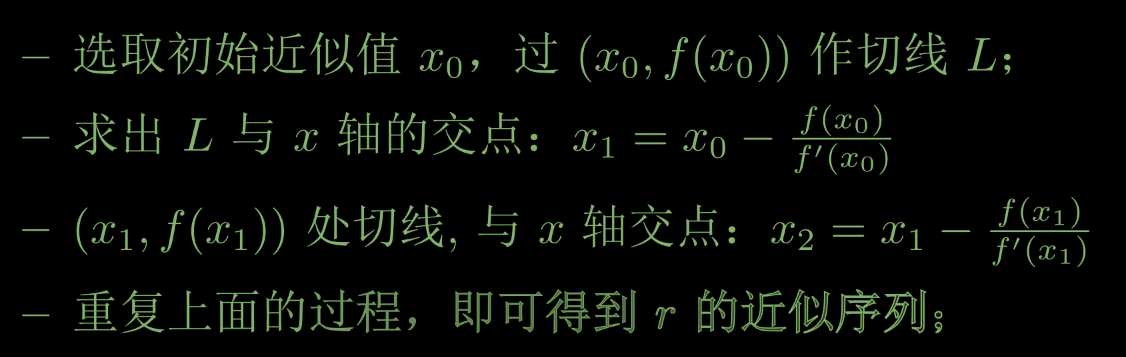 – 选取初始近似值 $x_0$，过 $(x_0, f(x_0))$ 作切线 $L$；
– 求出 $L$ 与 $x$ 轴的交点：$x_1 = x_0 - \frac{f(x_0)}{f'(x_0)}$
– $(x_1, f(x_1))$ 处切线, 与 $x$ 轴交点：$x_2 = x_1 - \frac{f(x_1)}{f'(x_1)}$
– 重复上面的过程，即可得到 $r$ 的近似序列；